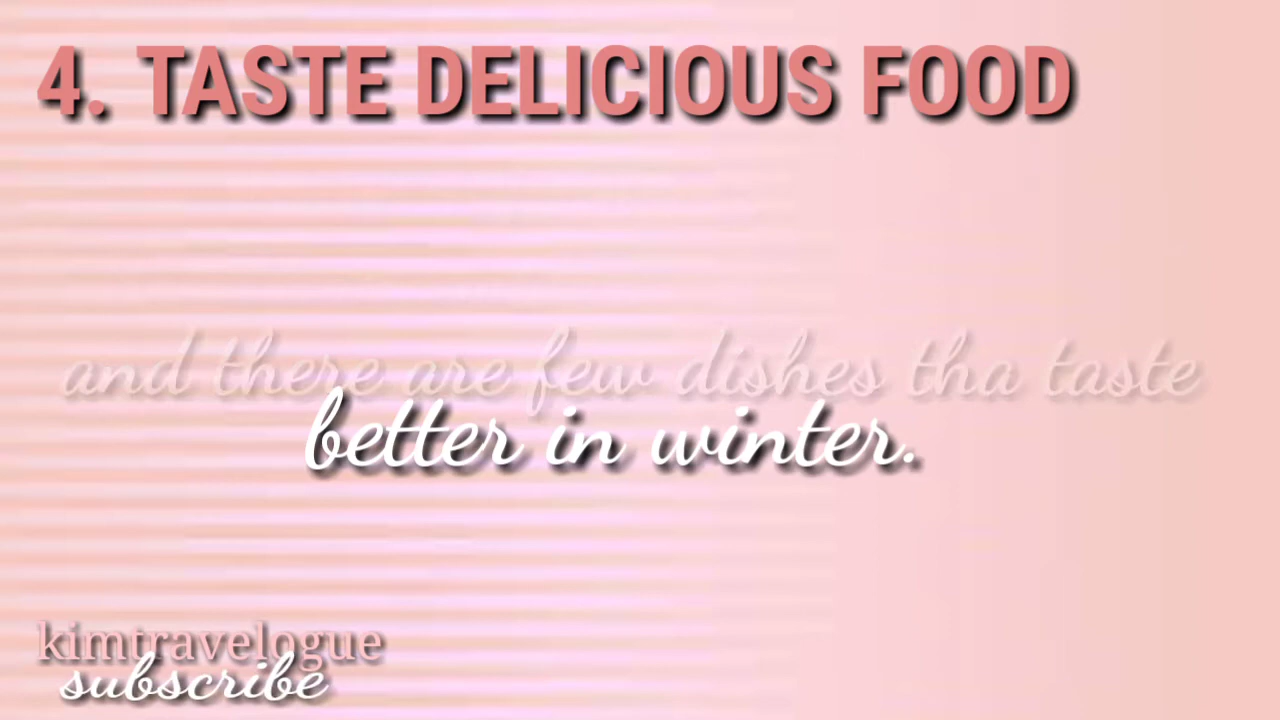 4. TASTE DELICIOUS FOOD
and there are few dishes tha taste
better in winter.
kimtravelogue
subscribe